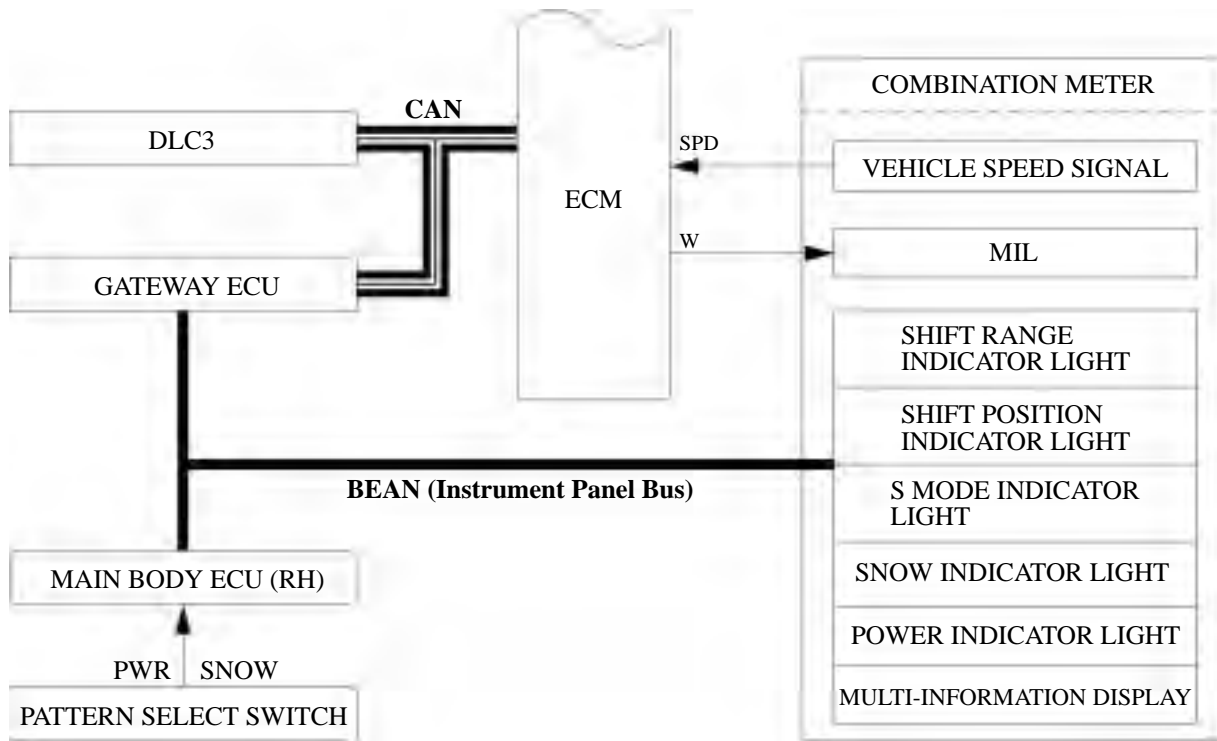 COMBINATION METER
CAN
DLC3
SPD
VEHICLE SPEED SIGNAL
ECM
W
MIL
GATEWAY ECU
SHIFT RANGE
INDICATOR LIGHT
SHIFT POSITION
INDICATOR LIGHT
BEAN (Instrument Panel Bus)
S MODE INDICATOR
LIGHT
MAIN BODY ECU (RH)
SNOW INDICATOR LIGHT
POWER INDICATOR LIGHT
PWR SNOW
MULTI-INFORMATION DISPLAY
PATTERN SELECT SWITCH